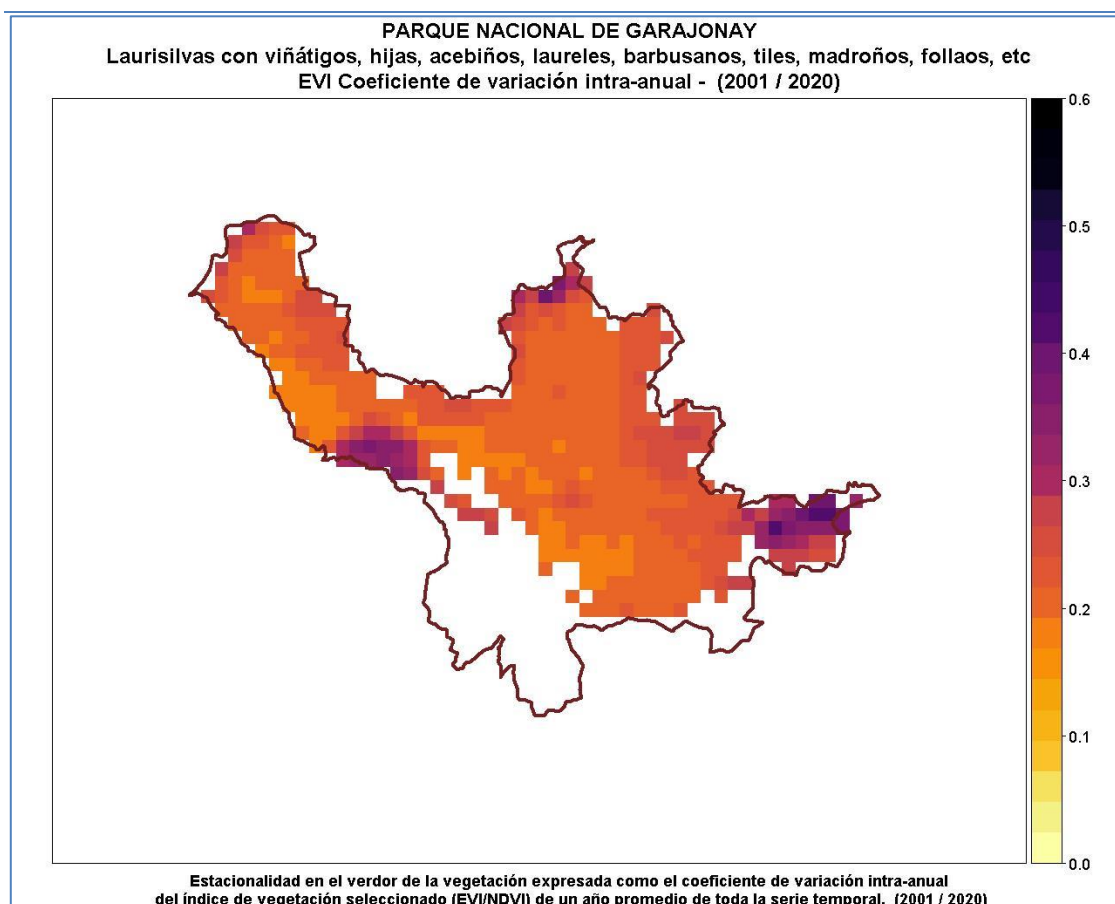 PARQUE NACIONAL DE GARAJONAY
Laurisilvas con viñátigos, hijas, acebiños, laureles, barbusanos, tiles, madroños, follaos, etc
EVI Coeficiente de variación intra-anual - (2001 / 2020)
0.6
0.5
0.4
0.3
0.2
0.1
0.0
Estacionalidad en el verdor de la vegetación expresada como el coeficiente de variación intra-anual
del índice de vegetación seleccionado (EVI/NDVI) de un año promedio de toda la serie temporal. (2001 / 2020)